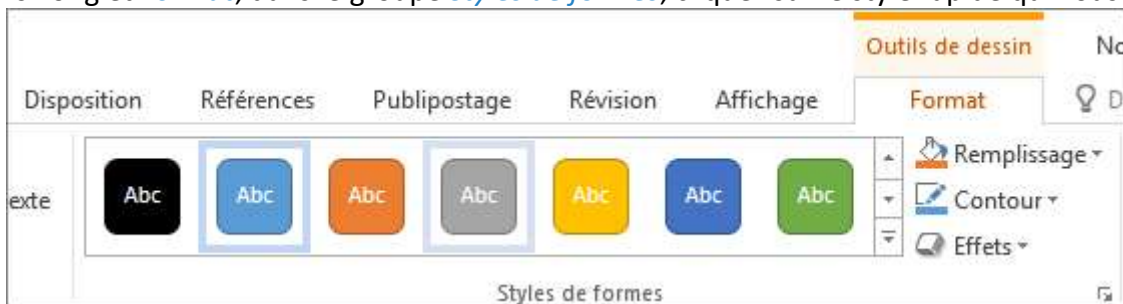 Outils de dessin
Disposition Références Publipostage Révision Affichage Format
Abc Abc Abc Abc Abc Abc Abc
Remplissage
Contour
Effets
Styles de formes